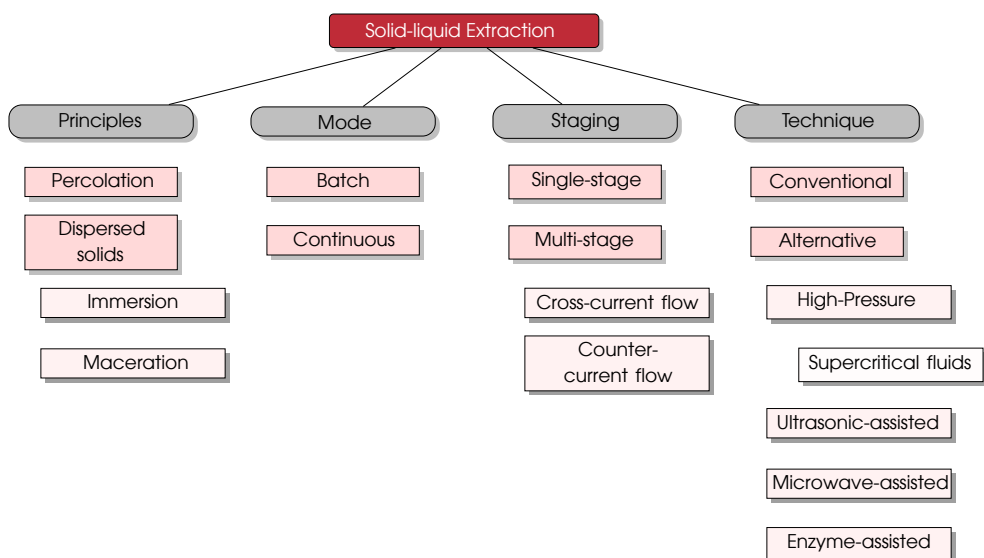 Solid-liquid Extraction
Principles
Percolation
Dispersed
solids
Immersion
Maceration
Mode
Batch
Continuous
Staging
Single-stage
Multi-stage
Cross-current flow
Counter-
current flow
Technique
Conventional
Alternative
High-Pressure
Supercritical fluids
Ultrasonic-assisted
Microwave-assisted
Enzyme-assisted